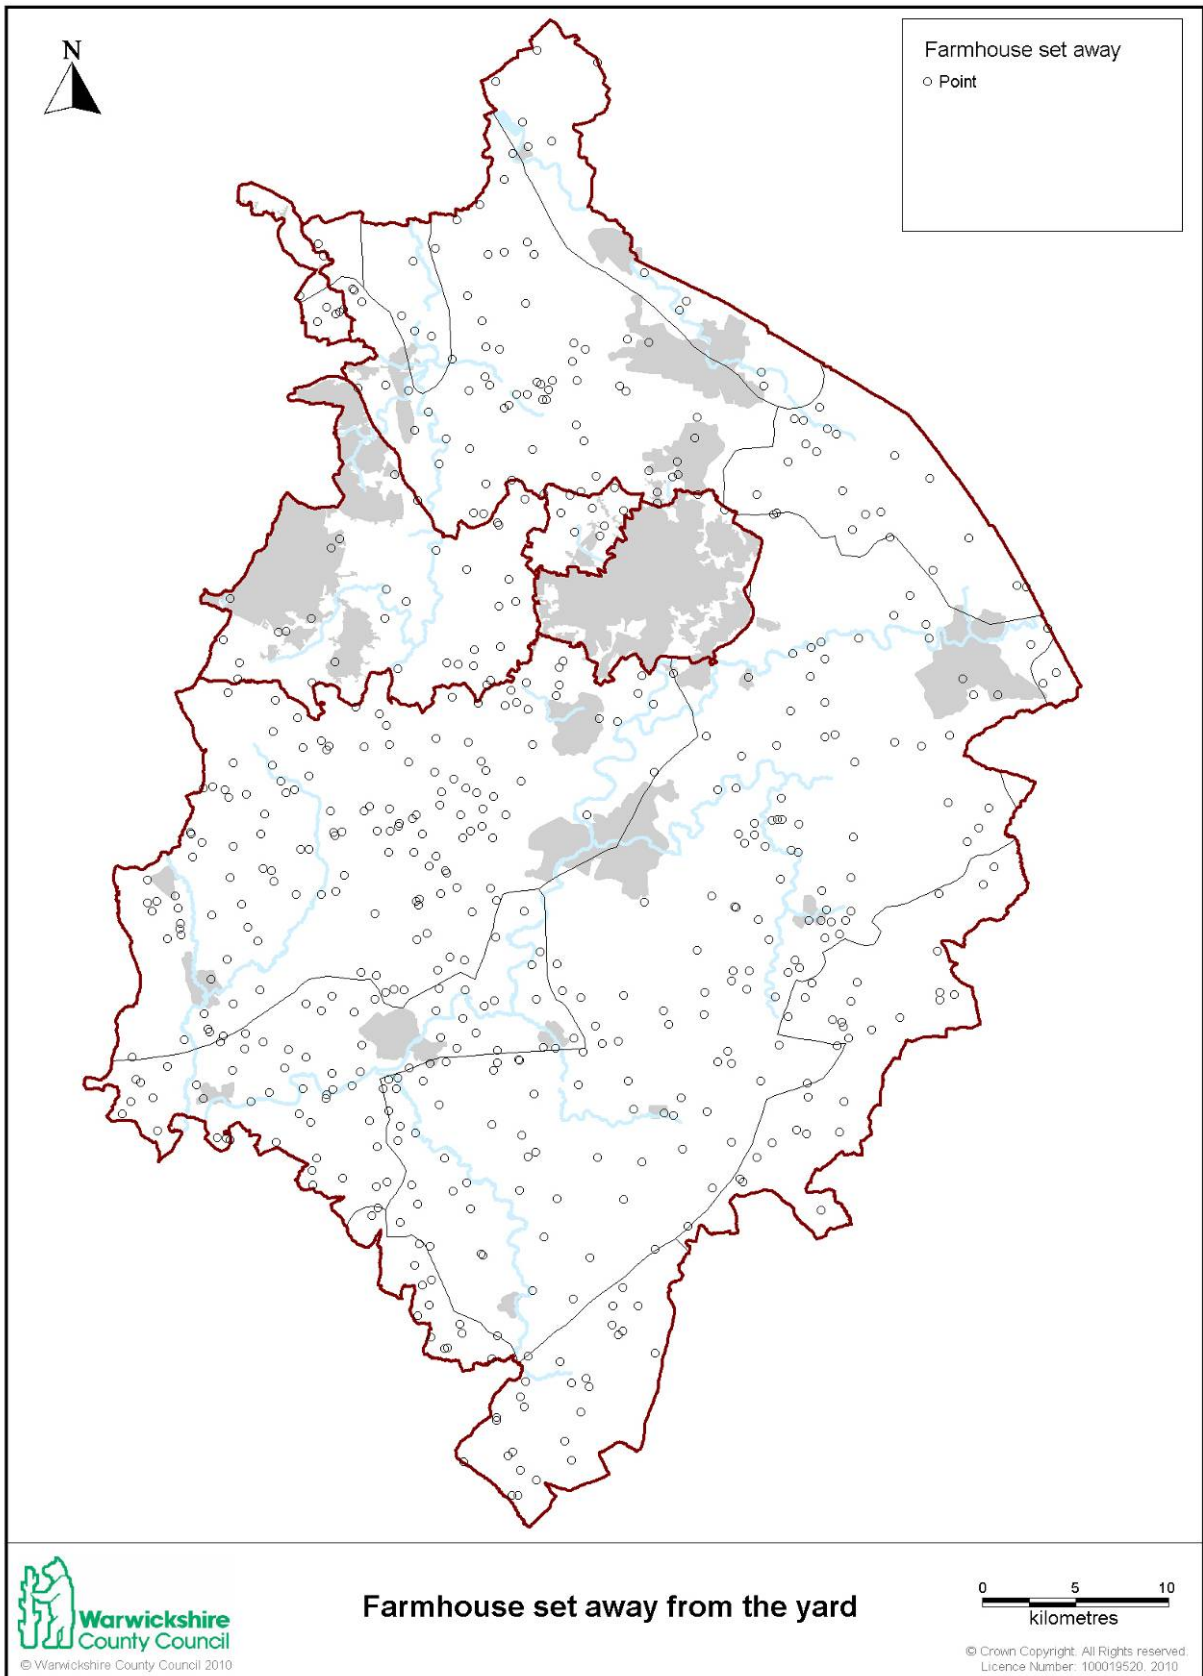 N
Farmhouse set away
Point
Warwickshire
County Council
© Warwickshire County Council 2010
Farmhouse set away from the yard
0 5 10
kilometres
© Crown Copyright. All Rights reserved.
Licence Number: 100019520. 2010